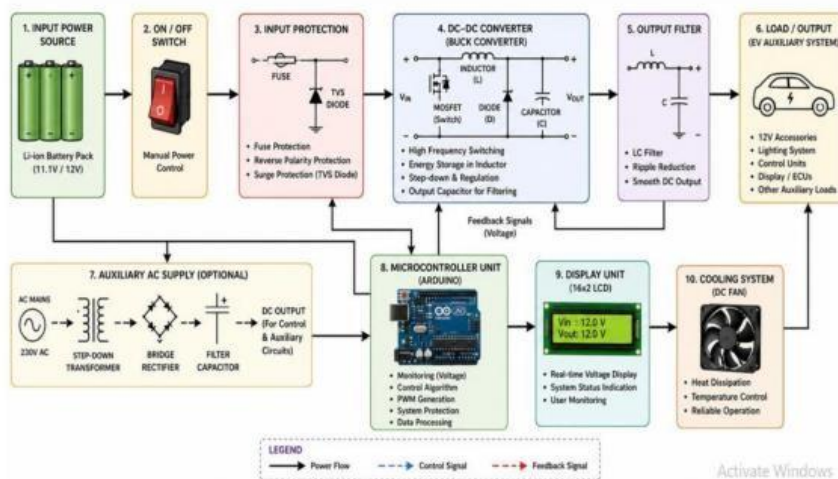 1. INPUT POWER
SOURCE
Li-ion Battery Pack
(11.1V / 12V)
2. ON / OFF
SWITCH
Manual Power
Control
3. INPUT PROTECTION
FUSE
TVS
DIODE
• Fuse Protection
• Reverse Polarity Protection
• Surge Protection (TVS Diode)
4. DC–DC CONVERTER
(BUCK CONVERTER)
+
+
INDUCTOR
(L)
VIN
MOSFET
(Switch)
DIODE
(D)
CAPACITOR
(C)
VOUT
−
−
• High Frequency Switching
• Energy Storage in Inductor
• Step-down & Regulation
• Output Capacitor for Filtering
5. OUTPUT FILTER
L
+
C
−
• LC Filter
• Ripple Reduction
• Smooth DC Output
6. LOAD / OUTPUT
(EV AUXILIARY SYSTEM)
• 12V Accessories
• Lighting System
• Control Units
• Display / ECUs
• Other Auxiliary Loads
Feedback Signals
(Voltage)
7. AUXILIARY AC SUPPLY (OPTIONAL)
AC MAINS
230V AC
STEP-DOWN
TRANSFORMER
BRIDGE
RECTIFIER
+
FILTER
CAPACITOR
DC OUTPUT
(For Control
& Auxiliary
Circuits)
8. MICROCONTROLLER UNIT
(ARDUINO)
• Monitoring (Voltage)
• Control Algorithm
• PWM Generation
• System Protection
• Data Processing
9. DISPLAY UNIT
(16x2 LCD)
Vin : 12.0 V
Vout: 12.0 V
• Real-time Voltage Display
• System Status Indication
• User Monitoring
10. COOLING SYSTEM
(DC FAN)
• Heat Dissipation
• Temperature Control
• Reliable Operation
LEGEND
Power Flow
Control Signal
Feedback Signal
Activate Windows